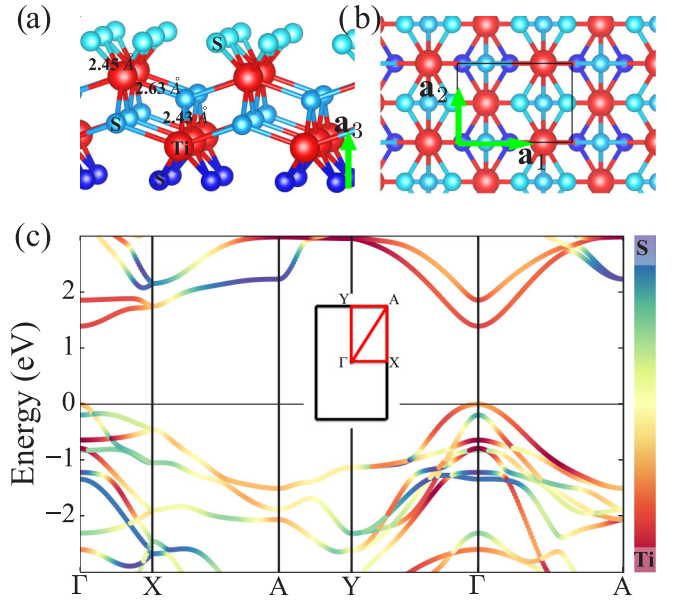 (a)
S
2.45 Å
2.63 Å
2.43 Å
S
Ti
S
a3
(b)
a2
a1
(c)
Energy (eV)
2
1
0
−1
−2
Y A
Γ X
S
Ti
Γ X A Y Γ A